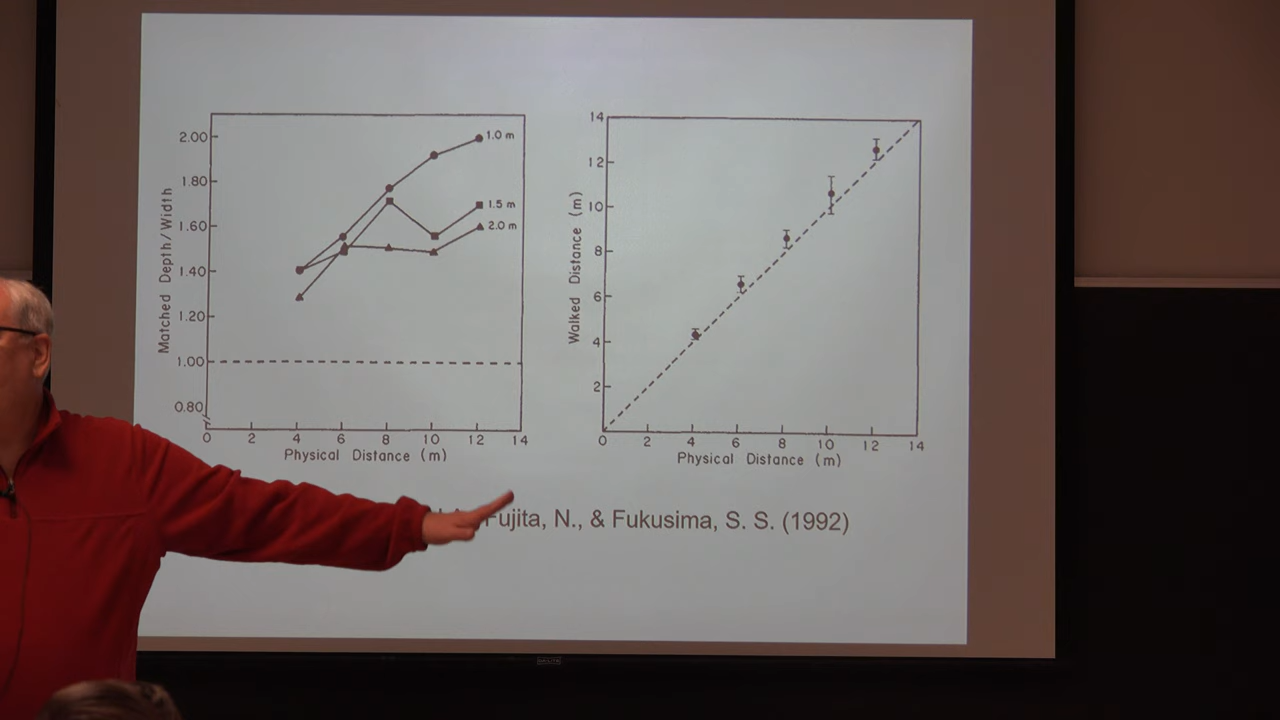 2.00
1.80
1.60
1.40
1.20
1.00
0.80
0 2 4 6 8 10 12 14
Matched Depth/Width
Physical Distance (m)
1.0 m
1.5 m
2.0 m
14
12
10
8
6
4
2
0 2 4 6 8 10 12 14
Walked Distance (m)
Physical Distance (m)
Fujita, N., & Fukusima, S. S. (1992)